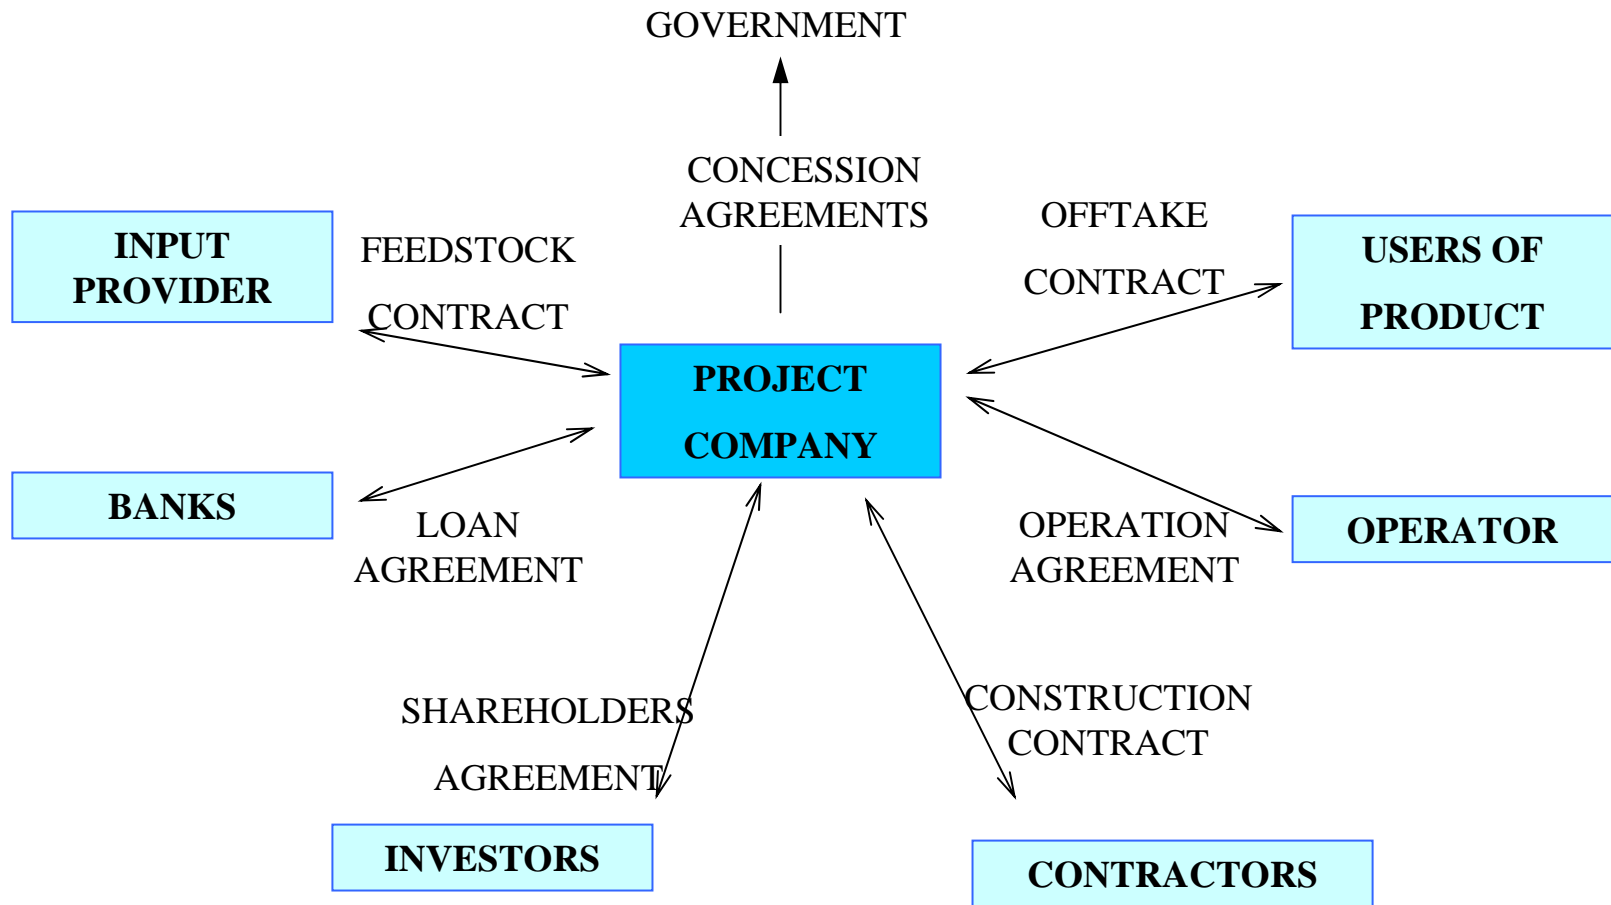 GOVERNMENT
CONCESSION
AGREEMENTS
INPUT
PROVIDER
FEEDSTOCK
CONTRACT
OFFTAKE
CONTRACT
USERS OF
PRODUCT
PROJECT
COMPANY
BANKS
LOAN
AGREEMENT
OPERATION
AGREEMENT
OPERATOR
SHAREHOLDERS
AGREEMENT
CONSTRUCTION
CONTRACT
INVESTORS
CONTRACTORS